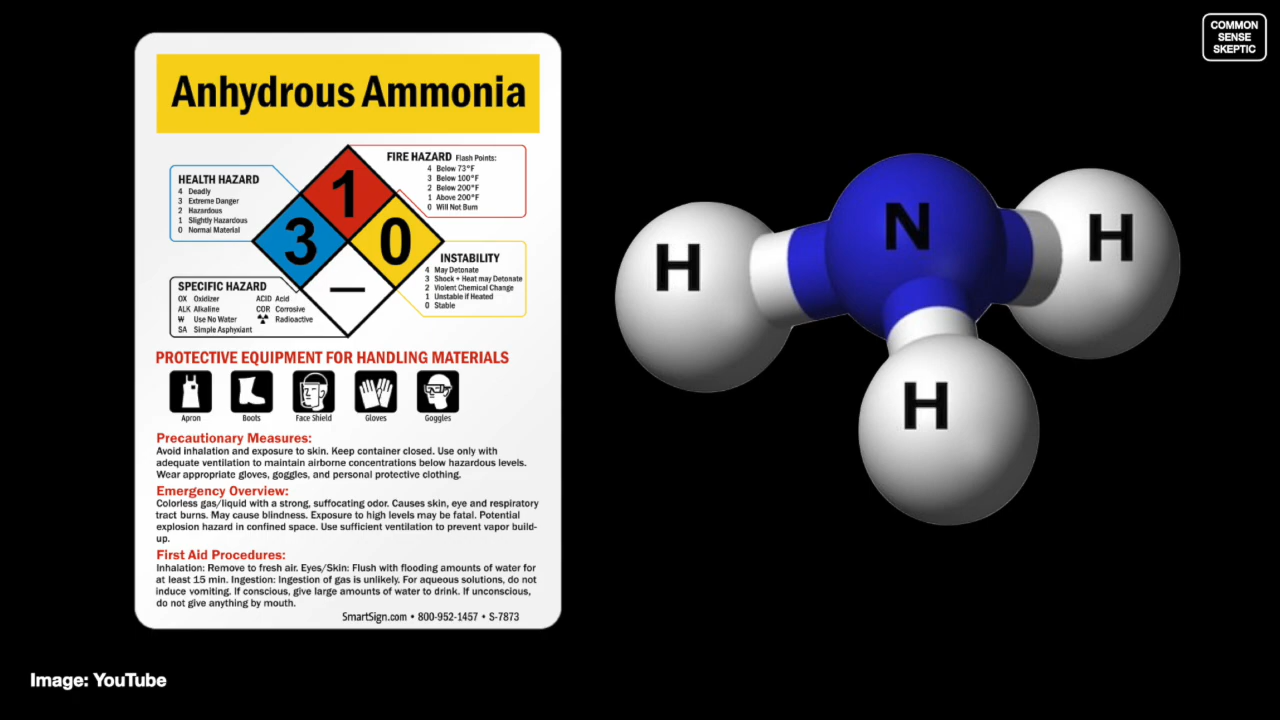 COMMON
SENSE
SKEPTIC
Anhydrous Ammonia
HEALTH HAZARD
4 Deadly
3 Extreme Danger
2 Hazardous
1 Slightly Hazardous
0 Normal Material
FIRE HAZARD Flash Points:
4 Below 73°F
3 Below 100°F
2 Below 200°F
1 Above 200°F
0 Will Not Burn
1
3
0
—
INSTABILITY
4 May Detonate
3 Shock + Heat may Detonate
2 Violent Chemical Change
1 Unstable if Heated
0 Stable
SPECIFIC HAZARD
OX Oxidizer ACID Acid
ALK Alkaline COR Corrosive
W Use No Water Radioactive
SA Simple Asphyxiant
PROTECTIVE EQUIPMENT FOR HANDLING MATERIALS
Apron Boots Face Shield Gloves Goggles
Precautionary Measures:
Avoid inhalation and exposure to skin. Keep container closed. Use only with
adequate ventilation to maintain airborne concentrations below hazardous levels.
Wear appropriate gloves, goggles, and personal protective clothing.
Emergency Overview:
Colorless gas/liquid with a strong, suffocating odor. Causes skin, eye and respiratory
tract burns. May cause blindness. Exposure to high levels may be fatal. Potential
explosion hazard in confined space. Use sufficient ventilation to prevent vapor build-
up.
First Aid Procedures:
Inhalation: Remove to fresh air. Eyes/Skin: Flush with flooding amounts of water for
at least 15 min. Ingestion: Ingestion of gas is unlikely. For aqueous solutions, do not
induce vomiting. If conscious, give large amounts of water to drink. If unconscious,
do not give anything by mouth.
SmartSign.com • 800-952-1457 • S-7873
H
N
H
H
Image: YouTube